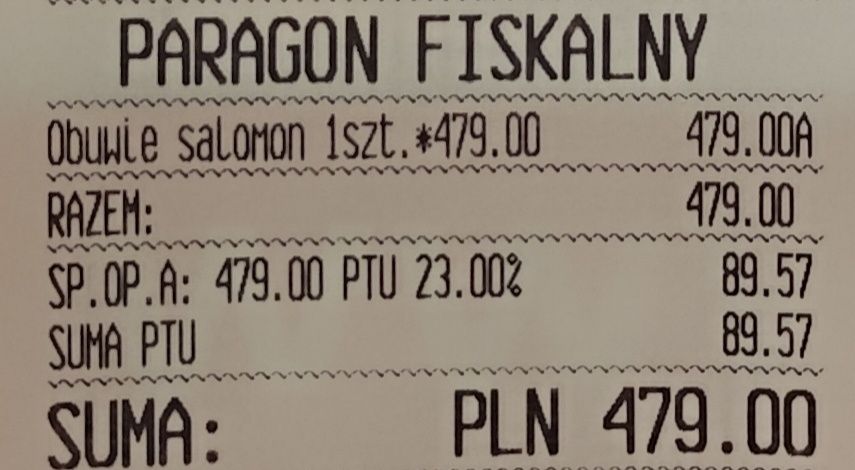 PARAGON FISKALNY
Obuwie salomon 1szt.*479.00 479.00A
RAZEM: 479.00
SP.OP.A: 479.00 PTU 23.00% 89.57
SUMA PTU 89.57
SUMA: PLN 479.00